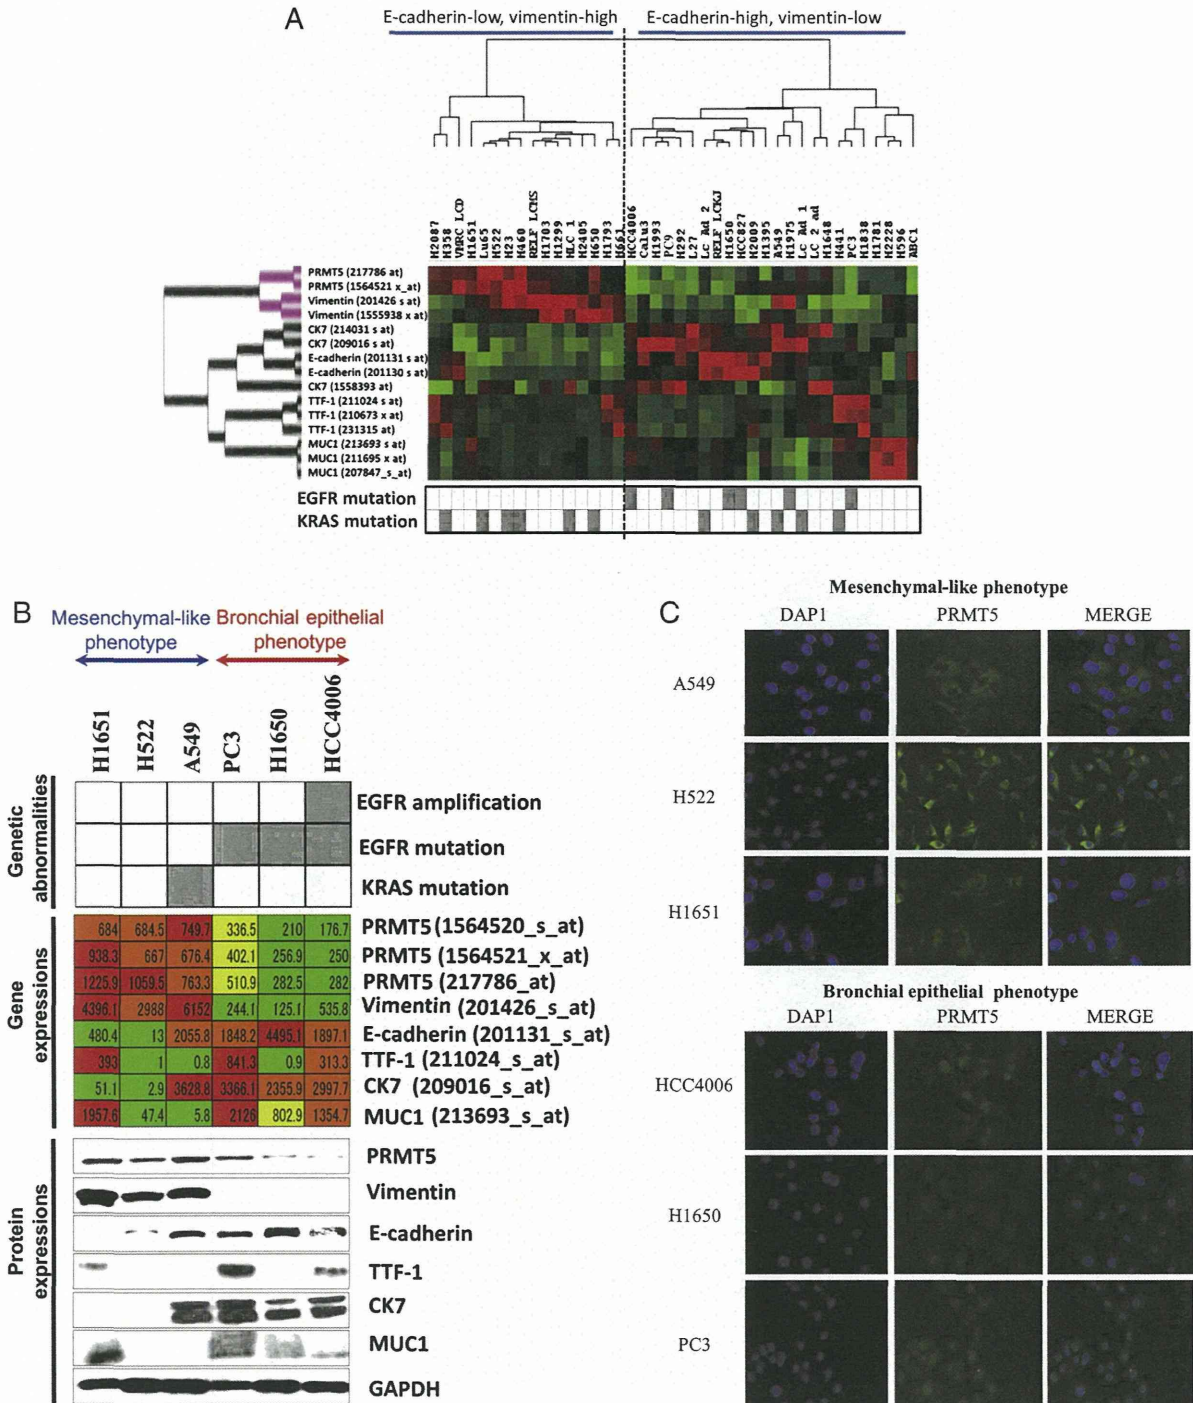 A
E-cadherin-low, vimentin-high
E-cadherin-high, vimentin-low
H2087
H358
VMRC LCD
H1651
Lu65
H522
H23
H460
RELF LCMS
H1703
H1299
HLC 1
H2405
H650
H1793
H661
HCC4006
Calu3
H1993
PC9
H292
L27
Lc Ad 2
RELF LCKJ
H1650
HCC827
H2009
H1395
A549
H1975
Lc Ad 1
LC 2 ad
H1648
H441
PC3
H1838
H1781
H2228
H596
ABC1
PRMT5 (217786 at)
PRMT5 (1564521 x_at)
Vimentin (201426 s at)
Vimentin (1555938 x at)
CK7 (214031 s at)
CK7 (209016 s at)
E-cadherin (201131 s at)
E-cadherin (201130 s at)
CK7 (1558393 at)
TTF-1 (211024 s at)
TTF-1 (210673 x at)
TTF-1 (231315 at)
MUC1 (213693 s at)
MUC1 (211695 x at)
MUC1 (207847_s_at)
EGFR mutation
KRAS mutation
B
Mesenchymal-like phenotype
Bronchial epithelial phenotype
H1651
H522
A549
PC3
H1650
HCC4006
Genetic abnormalities
EGFR amplification
EGFR mutation
KRAS mutation
Gene expressions
684 684.5 749.7 336.5 210 176.7 PRMT5 (1564520_s_at)
938.3 667 676.4 402.1 256.9 250 PRMT5 (1564521_x_at)
1225.9 1059.5 763.3 510.9 282.5 282 PRMT5 (217786_at)
4396.1 2988 6152 244.1 125.1 535.8 Vimentin (201426_s_at)
480.4 13 2055.8 1848.2 4495.1 1897.1 E-cadherin (201131_s_at)
393 1 0.8 841.3 0.9 313.3 TTF-1 (211024_s_at)
51.1 2.9 3628.8 3366.1 2355.9 2997.7 CK7 (209016_s_at)
1957.6 47.4 5.8 2126 802.9 1354.7 MUC1 (213693_s_at)
Protein expressions
PRMT5
Vimentin
E-cadherin
TTF-1
CK7
MUC1
GAPDH
C
Mesenchymal-like phenotype
DAP1 PRMT5 MERGE
A549
H522
H1651
Bronchial epithelial phenotype
DAP1 PRMT5 MERGE
HCC4006
H1650
PC3